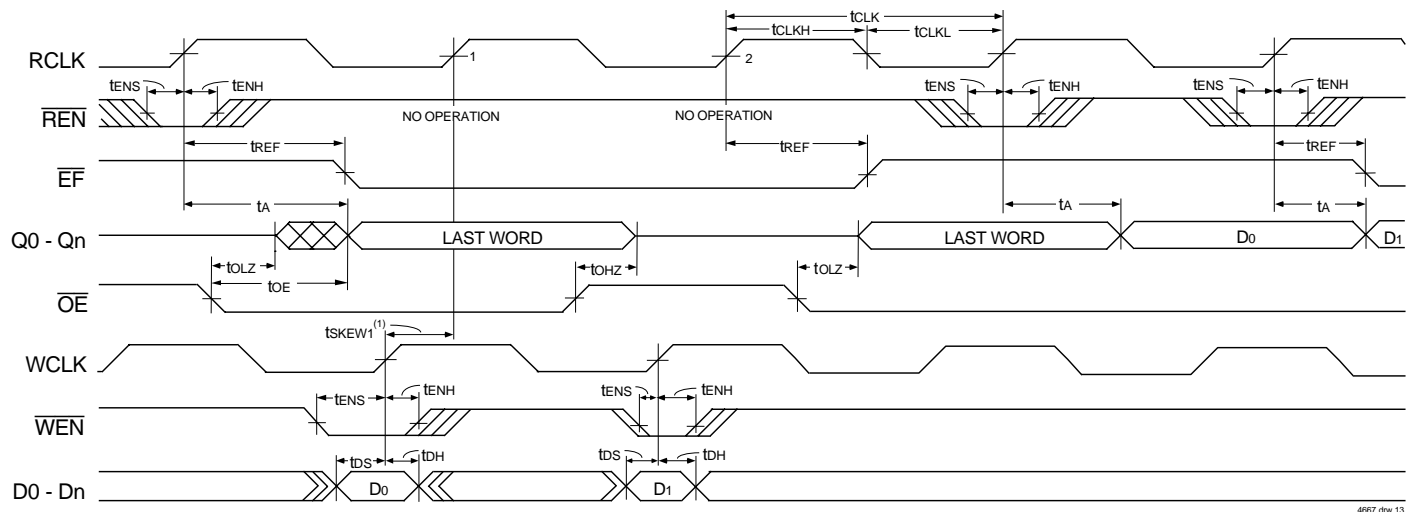 tCLK
tCLKH tCLKL
RCLK 1 2
tENS tENH tENS tENH tENS tENH
REN NO OPERATION NO OPERATION
tREF tREF tREF
EF
tA tA tA
Q0 - Qn LAST WORD LAST WORD D0 D1
tOLZ tOHZ tOLZ
tOE
OE
tSKEW1(1)
WCLK
tENS tENH tENS tENH
WEN
tDS tDH tDS tDH
D0 - Dn D0 D1
4667 drw 13